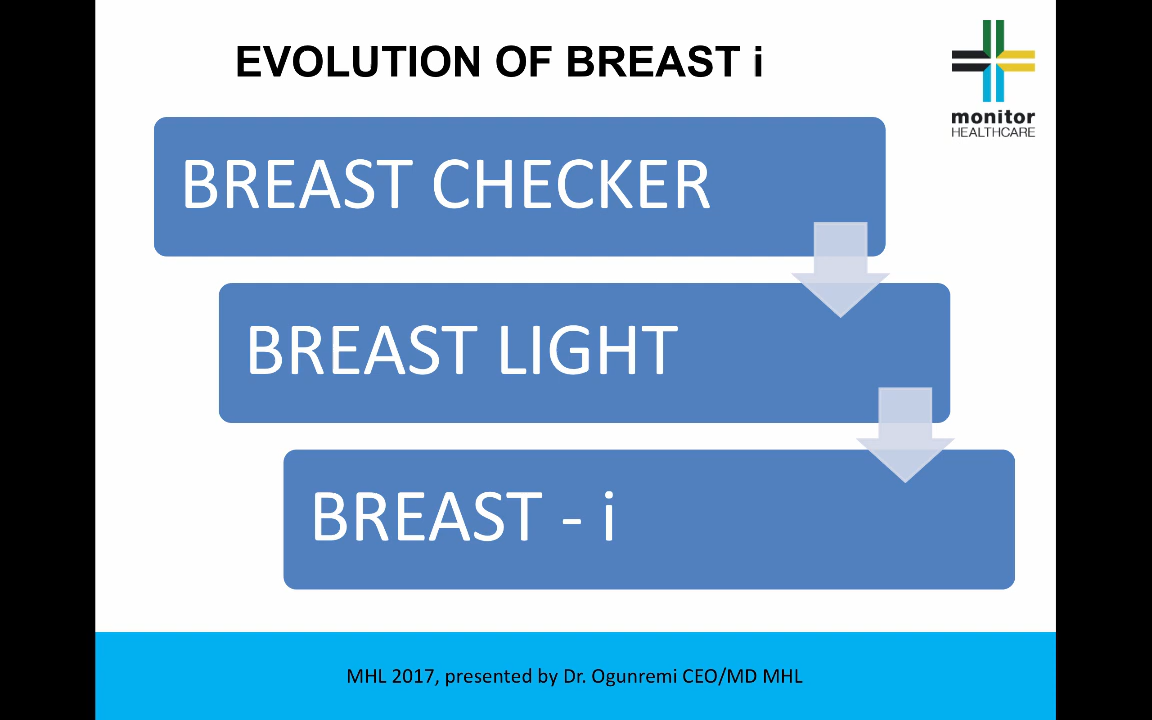 EVOLUTION OF BREAST i
monitor
HEALTHCARE
BREAST CHECKER
BREAST LIGHT
BREAST - i
MHL 2017, presented by Dr. Ogunremi CEO/MD MHL